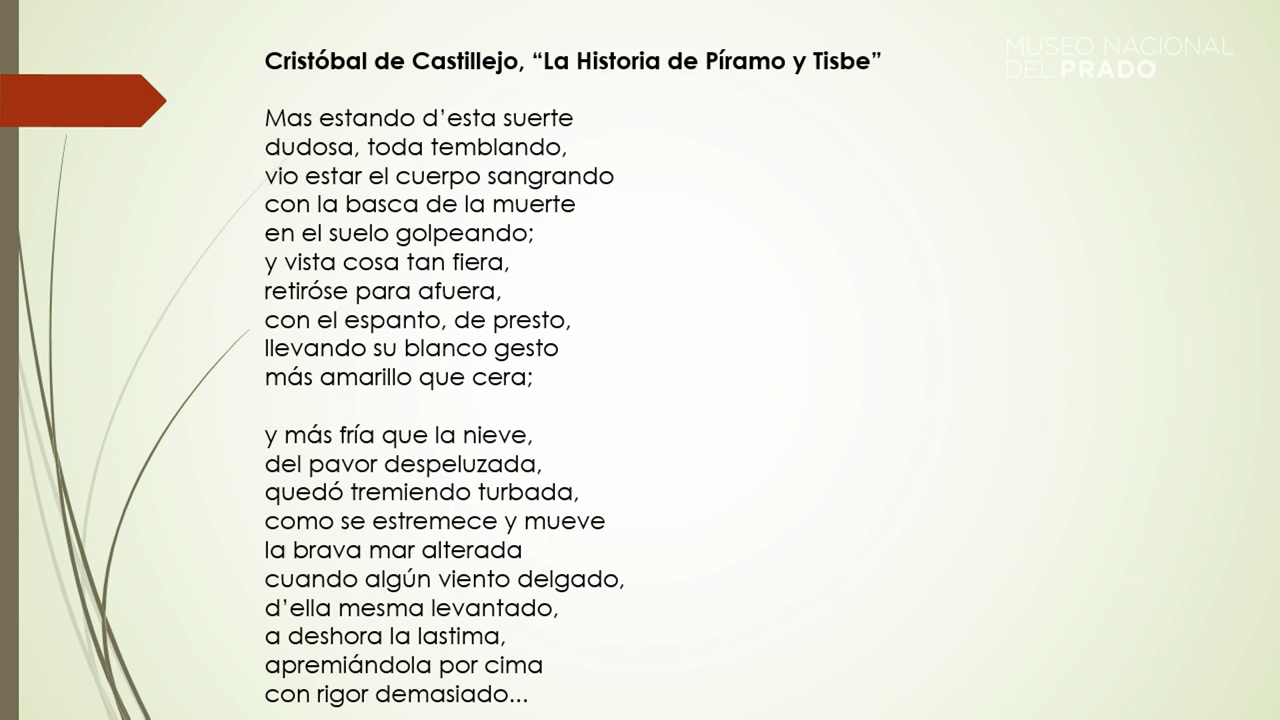 Cristóbal de Castillejo, “La Historia de Píramo y Tisbe”
MUSEO NACIONAL
DEL PRADO
Mas estando d’esta suerte
dudosa, toda temblando,
vio estar el cuerpo sangrando
con la basca de la muerte
en el suelo golpeando;
y vista cosa tan fiera,
retiróse para afuera,
con el espanto, de presto,
llevando su blanco gesto
más amarillo que cera;
y más fría que la nieve,
del pavor despeluzada,
quedó tremiendo turbada,
como se estremece y mueve
la brava mar alterada
cuando algún viento delgado,
d’ella mesma levantado,
a deshora la lastima,
apremiándola por cima
con rigor demasiado...